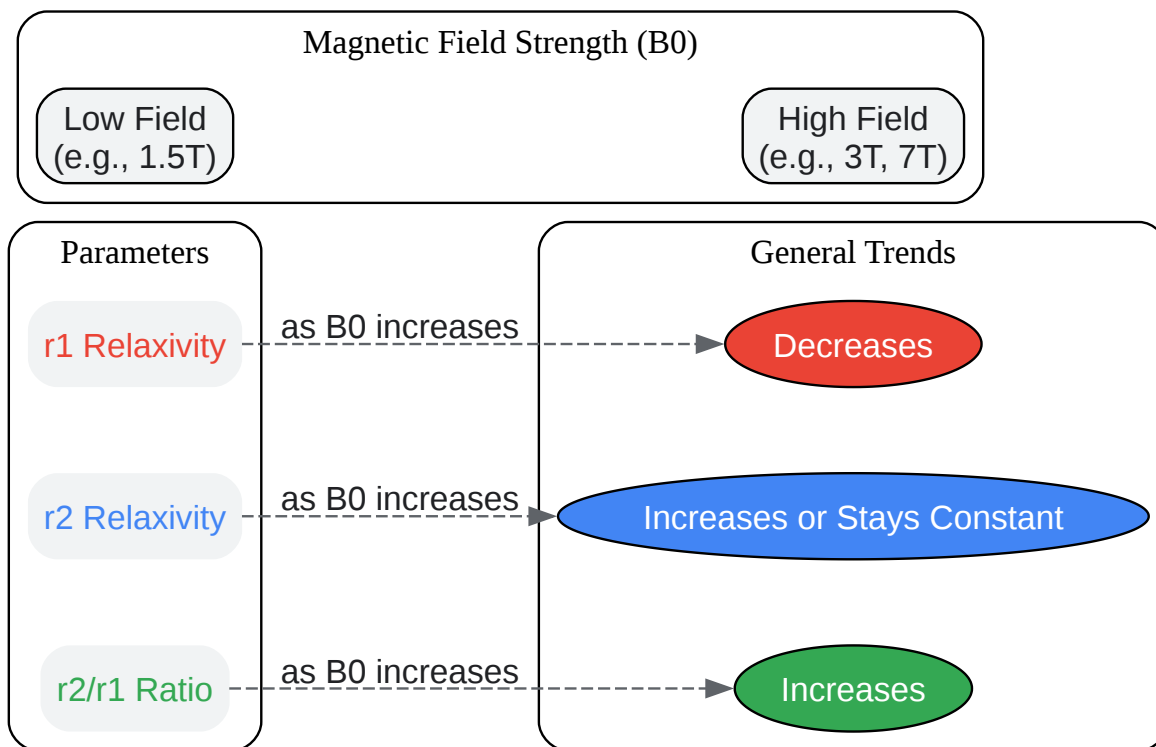 Magnetic Field Strength (B0)
Low Field
(e.g., 1.5T)
High Field
(e.g., 3T, 7T)
Parameters
General Trends
r1 Relaxivity
as B0 increases
Decreases
r2 Relaxivity
as B0 increases
Increases or Stays Constant
r2/r1 Ratio
as B0 increases
Increases